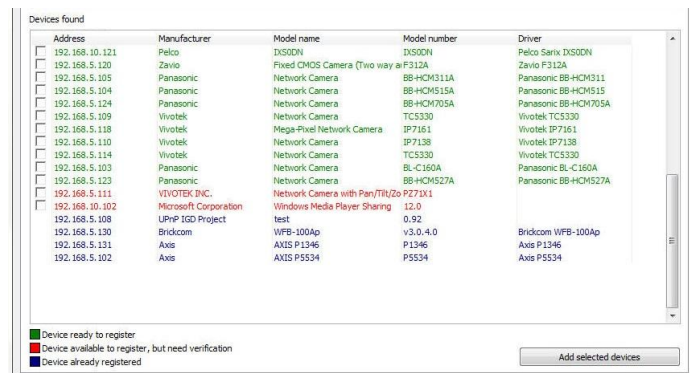 Devices found
Address Manufacturer Model name Model number Driver
192.168.10.121 Pelco IXS0DN IXS0DN Pelco Sarix IXS0DN
192.168.5.120 Zavio Fixed CMOS Camera (Two way a F312A Zavio F312A
192.168.5.105 Panasonic Network Camera BB-HCM311A Panasonic BB-HCM311
192.168.5.104 Panasonic Network Camera BB-HCM515A Panasonic BB-HCM515
192.168.5.124 Panasonic Network Camera BB-HCM705A Panasonic BB-HCM705A
192.168.5.109 Vivotek Network Camera TC5330 Vivotek TC5330
192.168.5.118 Vivotek Mega-Pixel Network Camera IP7161 Vivotek IP7161
192.168.5.110 Vivotek Network Camera IP7138 Vivotek IP7138
192.168.5.114 Vivotek Network Camera TC5330 Vivotek TC5330
192.168.5.103 Panasonic Network Camera BL-C160A Panasonic BL-C160A
192.168.5.123 Panasonic Network Camera BB-HCM527A Panasonic BB-HCM527A
192.168.5.111 VIVOTEK INC. Network Camera with Pan/Tilt/Zo PZ71X1
192.168.10.102 Microsoft Corporation Windows Media Player Sharing 12.0
192.168.5.108 UPnP IGD Project test 0.92
192.168.5.130 Brickcom WFB-100Ap v3.0.4.0 Brickcom WFB-100Ap
192.168.5.131 Axis AXIS P1346 P1346 Axis P1346
192.168.5.102 Axis AXIS P5534 P5534 Axis P5534
Device ready to register
Device available to register, but need verification
Device already registered
Add selected devices